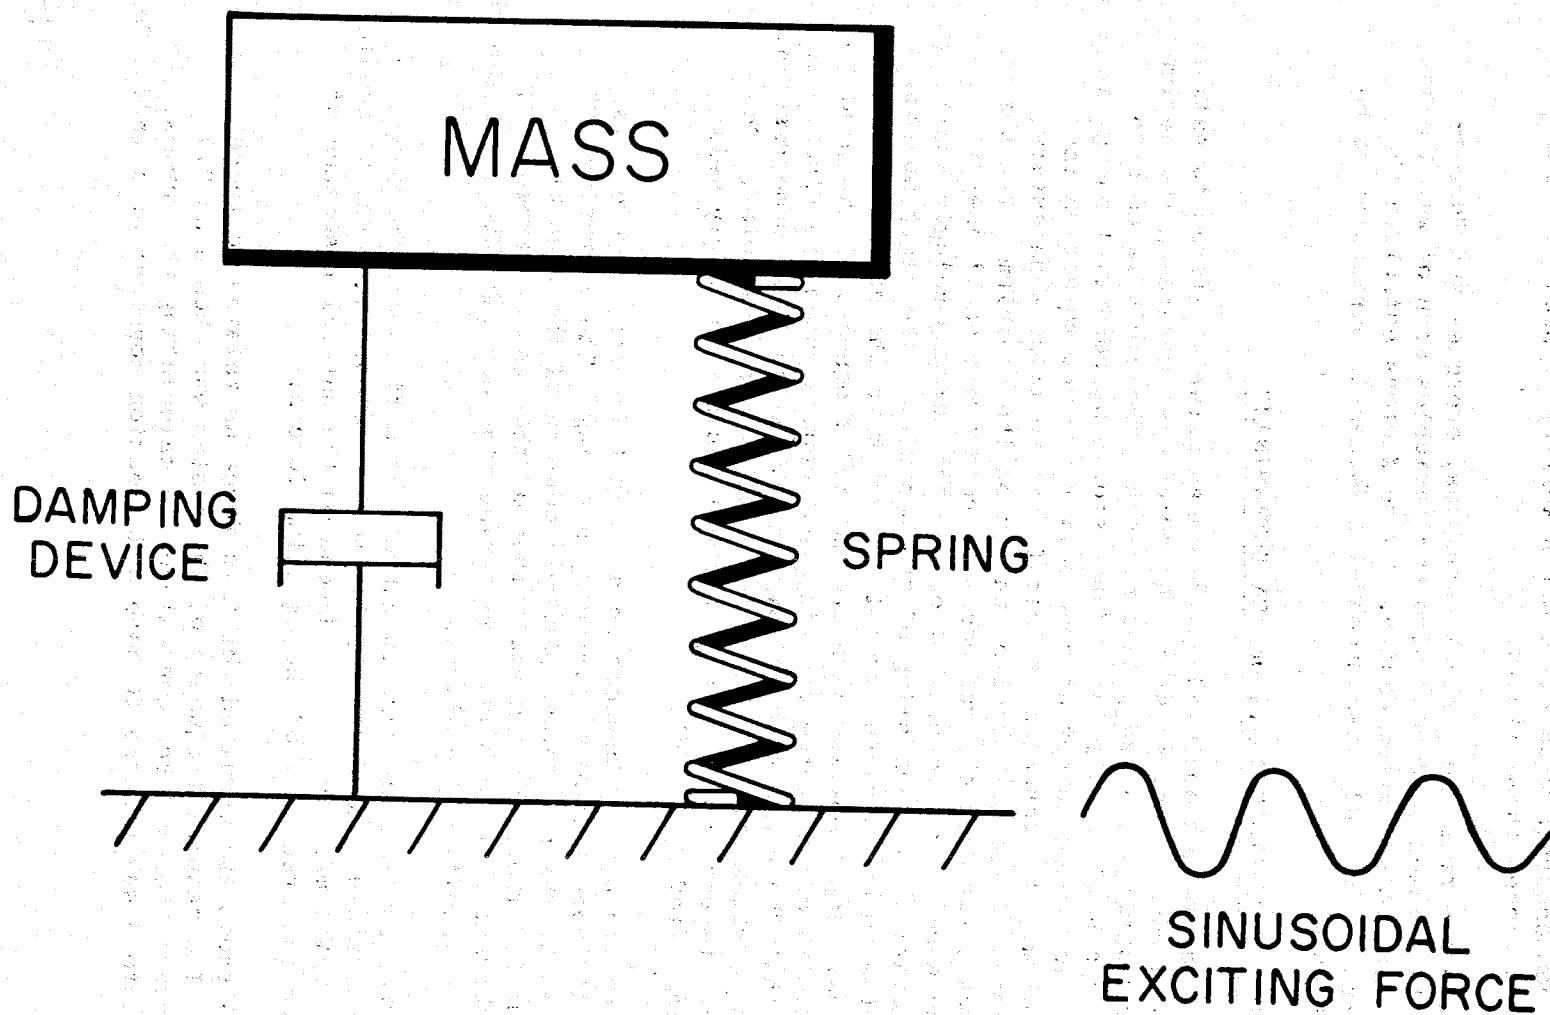 MASS
DAMPING
DEVICE
SPRING
SINUSOIDAL
EXCITING FORCE